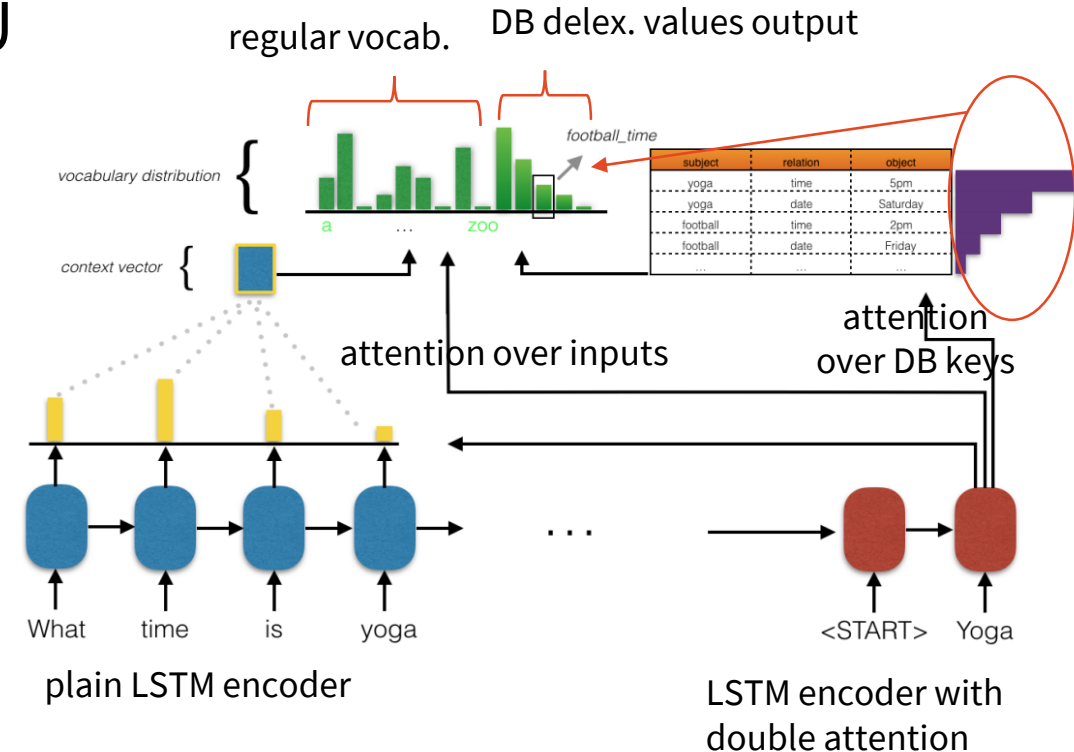 regular vocab.
DB delex. values output
football_time
vocabulary distribution
a
...
zoo
subject relation object
yoga time 5pm
yoga date Saturday
football time 2pm
football date Friday
... ... ...
context vector
attention
over DB keys
attention over inputs
...
What time is yoga
<START> Yoga
plain LSTM encoder
LSTM encoder with
double attention